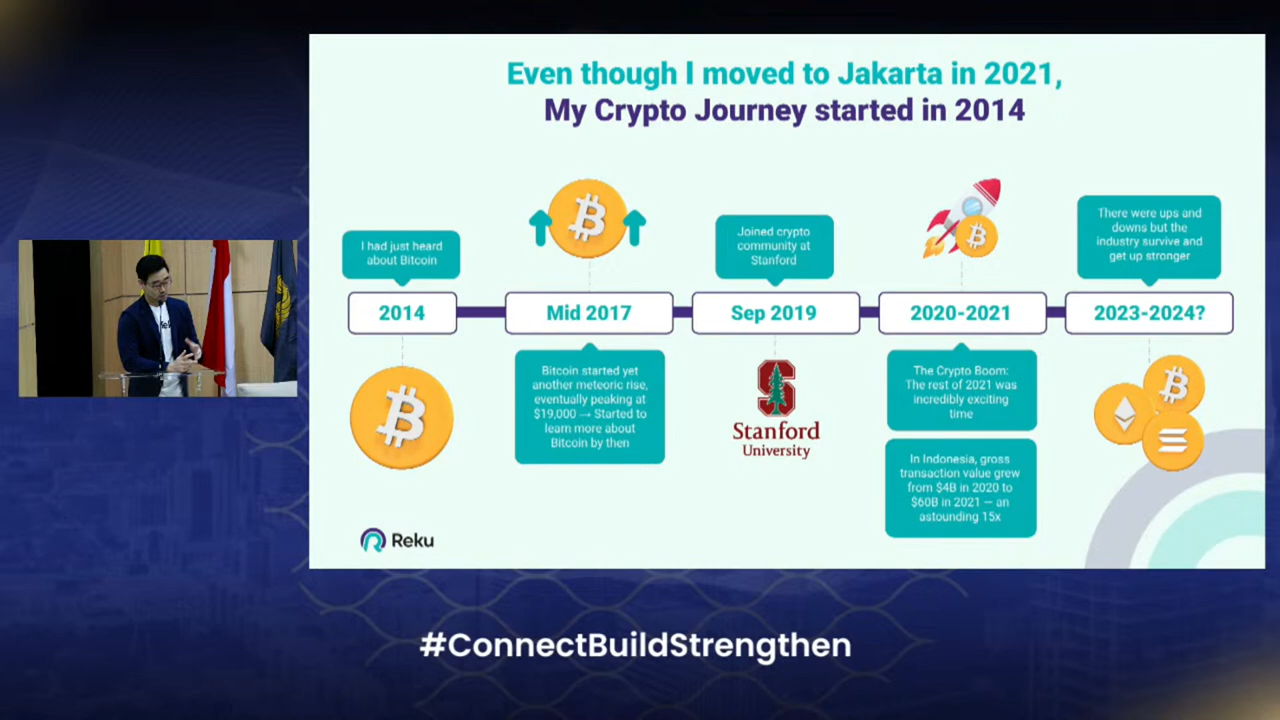 Even though I moved to Jakarta in 2021,
My Crypto Journey started in 2014
I had just heard
about Bitcoin
2014
Mid 2017
Bitcoin started yet
another meteoric rise,
eventually peaking at
$19,000 → Started to
learn more about
Bitcoin by then
Joined crypto
community at
Stanford
Sep 2019
S
Stanford
University
2020-2021
The Crypto Boom:
The rest of 2021 was
incredibly exciting
time
In Indonesia, gross
transaction value grew
from $4B in 2020 to
$60B in 2021 — an
astounding 15x
There were ups and
downs but the
industry survive and
get up stronger
2023-2024?
Reku
#ConnectBuildStrengthen